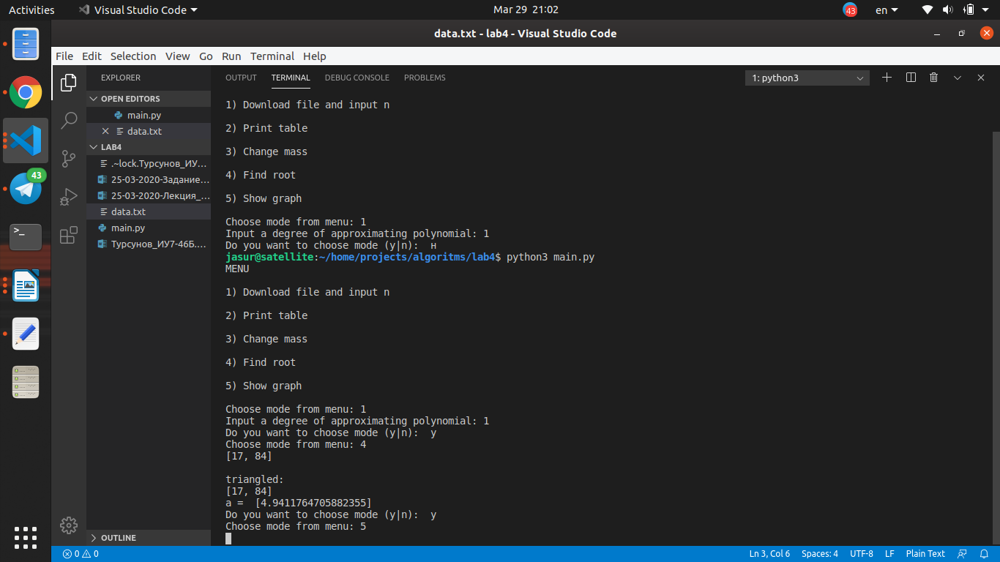 Activities
Visual Studio Code
Mar 29 21:02
43
en
data.txt - lab4 - Visual Studio Code
File Edit Selection View Go Run Terminal Help
EXPLORER
OPEN EDITORS
main.py
data.txt
LAB4
.~lock.Турсунов_ИУ...
25-03-2020-Задание...
25-03-2020-Лекция_...
data.txt
main.py
Турсунов_ИУ7-46Б....
OUTLINE
43
>_
OUTPUT TERMINAL DEBUG CONSOLE PROBLEMS
1: python3
1) Download file and input n
2) Print table
3) Change mass
4) Find root
5) Show graph
Choose mode from menu: 1
Input a degree of approximating polynomial: 1
Do you want to choose mode (y|n):  н
jasur@satellite:~/home/projects/algoritms/lab4$ python3 main.py
MENU
1) Download file and input n
2) Print table
3) Change mass
4) Find root
5) Show graph
Choose mode from menu: 1
Input a degree of approximating polynomial: 1
Do you want to choose mode (y|n):  y
Choose mode from menu: 4
[17, 84]
triangled:
[17, 84]
a =  [4.9411764705882355]
Do you want to choose mode (y|n):  y
Choose mode from menu: 5
0 0
Ln 3, Col 6 Spaces: 4 UTF-8 LF Plain Text